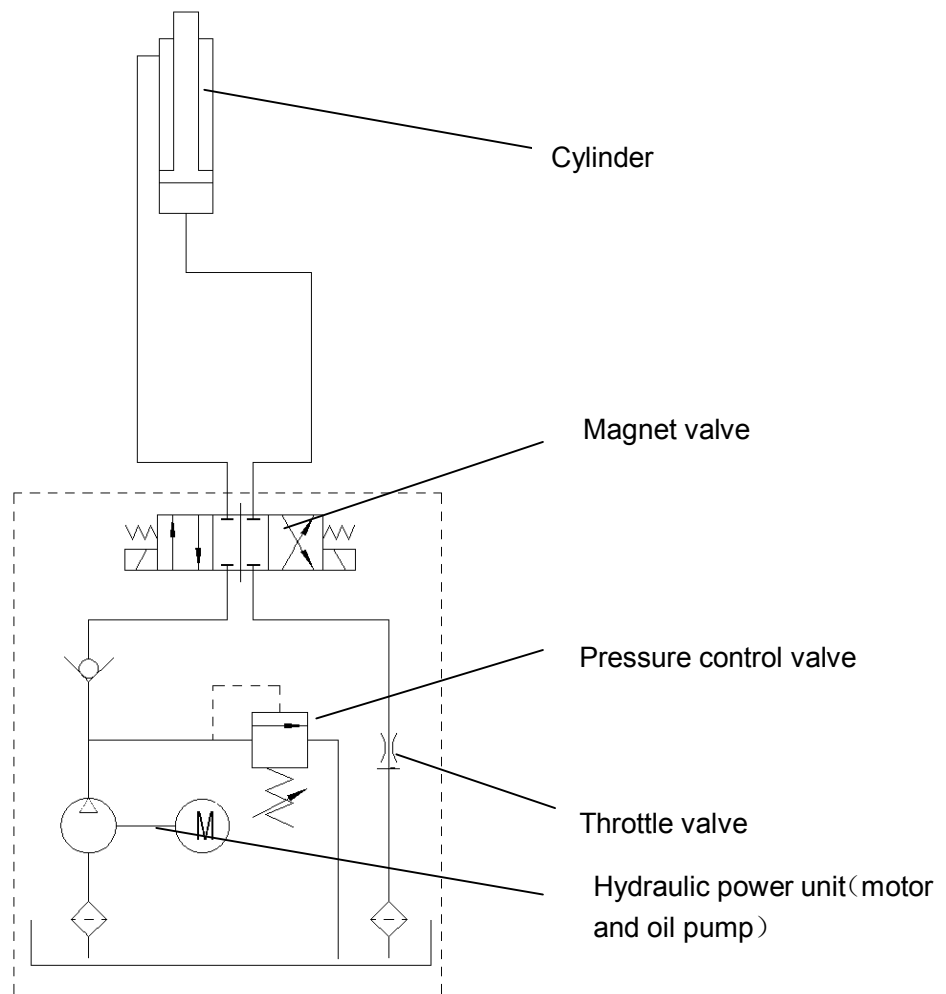 Cylinder
Magnet valve
Pressure control valve
M
Throttle valve
Hydraulic power unit（motor
and oil pump）